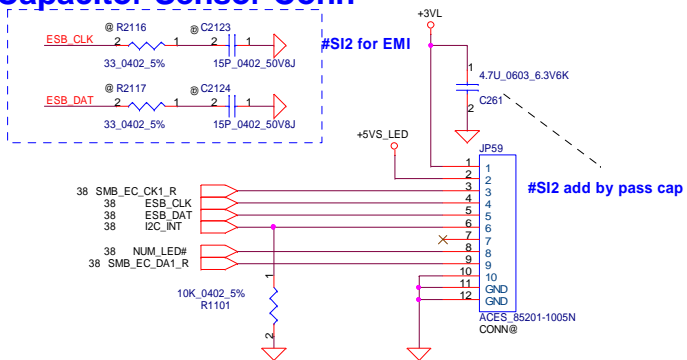 Capacitor Sensor Conn
@ R2116
@ C2123
ESB_CLK
2 1 2 1
33_0402_5%
15P_0402_50V8J
#SI2 for EMI
@ R2117
@ C2124
ESB_DAT
2 1 2 1
33_0402_5%
15P_0402_50V8J
+3VL
1
4.7U_0603_6.3V6K
C261
2
+5VS_LED
#SI2 add by pass cap
JP59
1 1
2 2
38 SMB_EC_CK1_R 3 3
38 ESB_CLK 4 4
38 ESB_DAT 5 5
38 I2C_INT 6 6
7 7
38 NUM_LED# 8 8
38 SMB_EC_DA1_R 9 9
10 10
11 GND
12 GND
1
10K_0402_5%
R1101
2
ACES_85201-1005N
CONN@